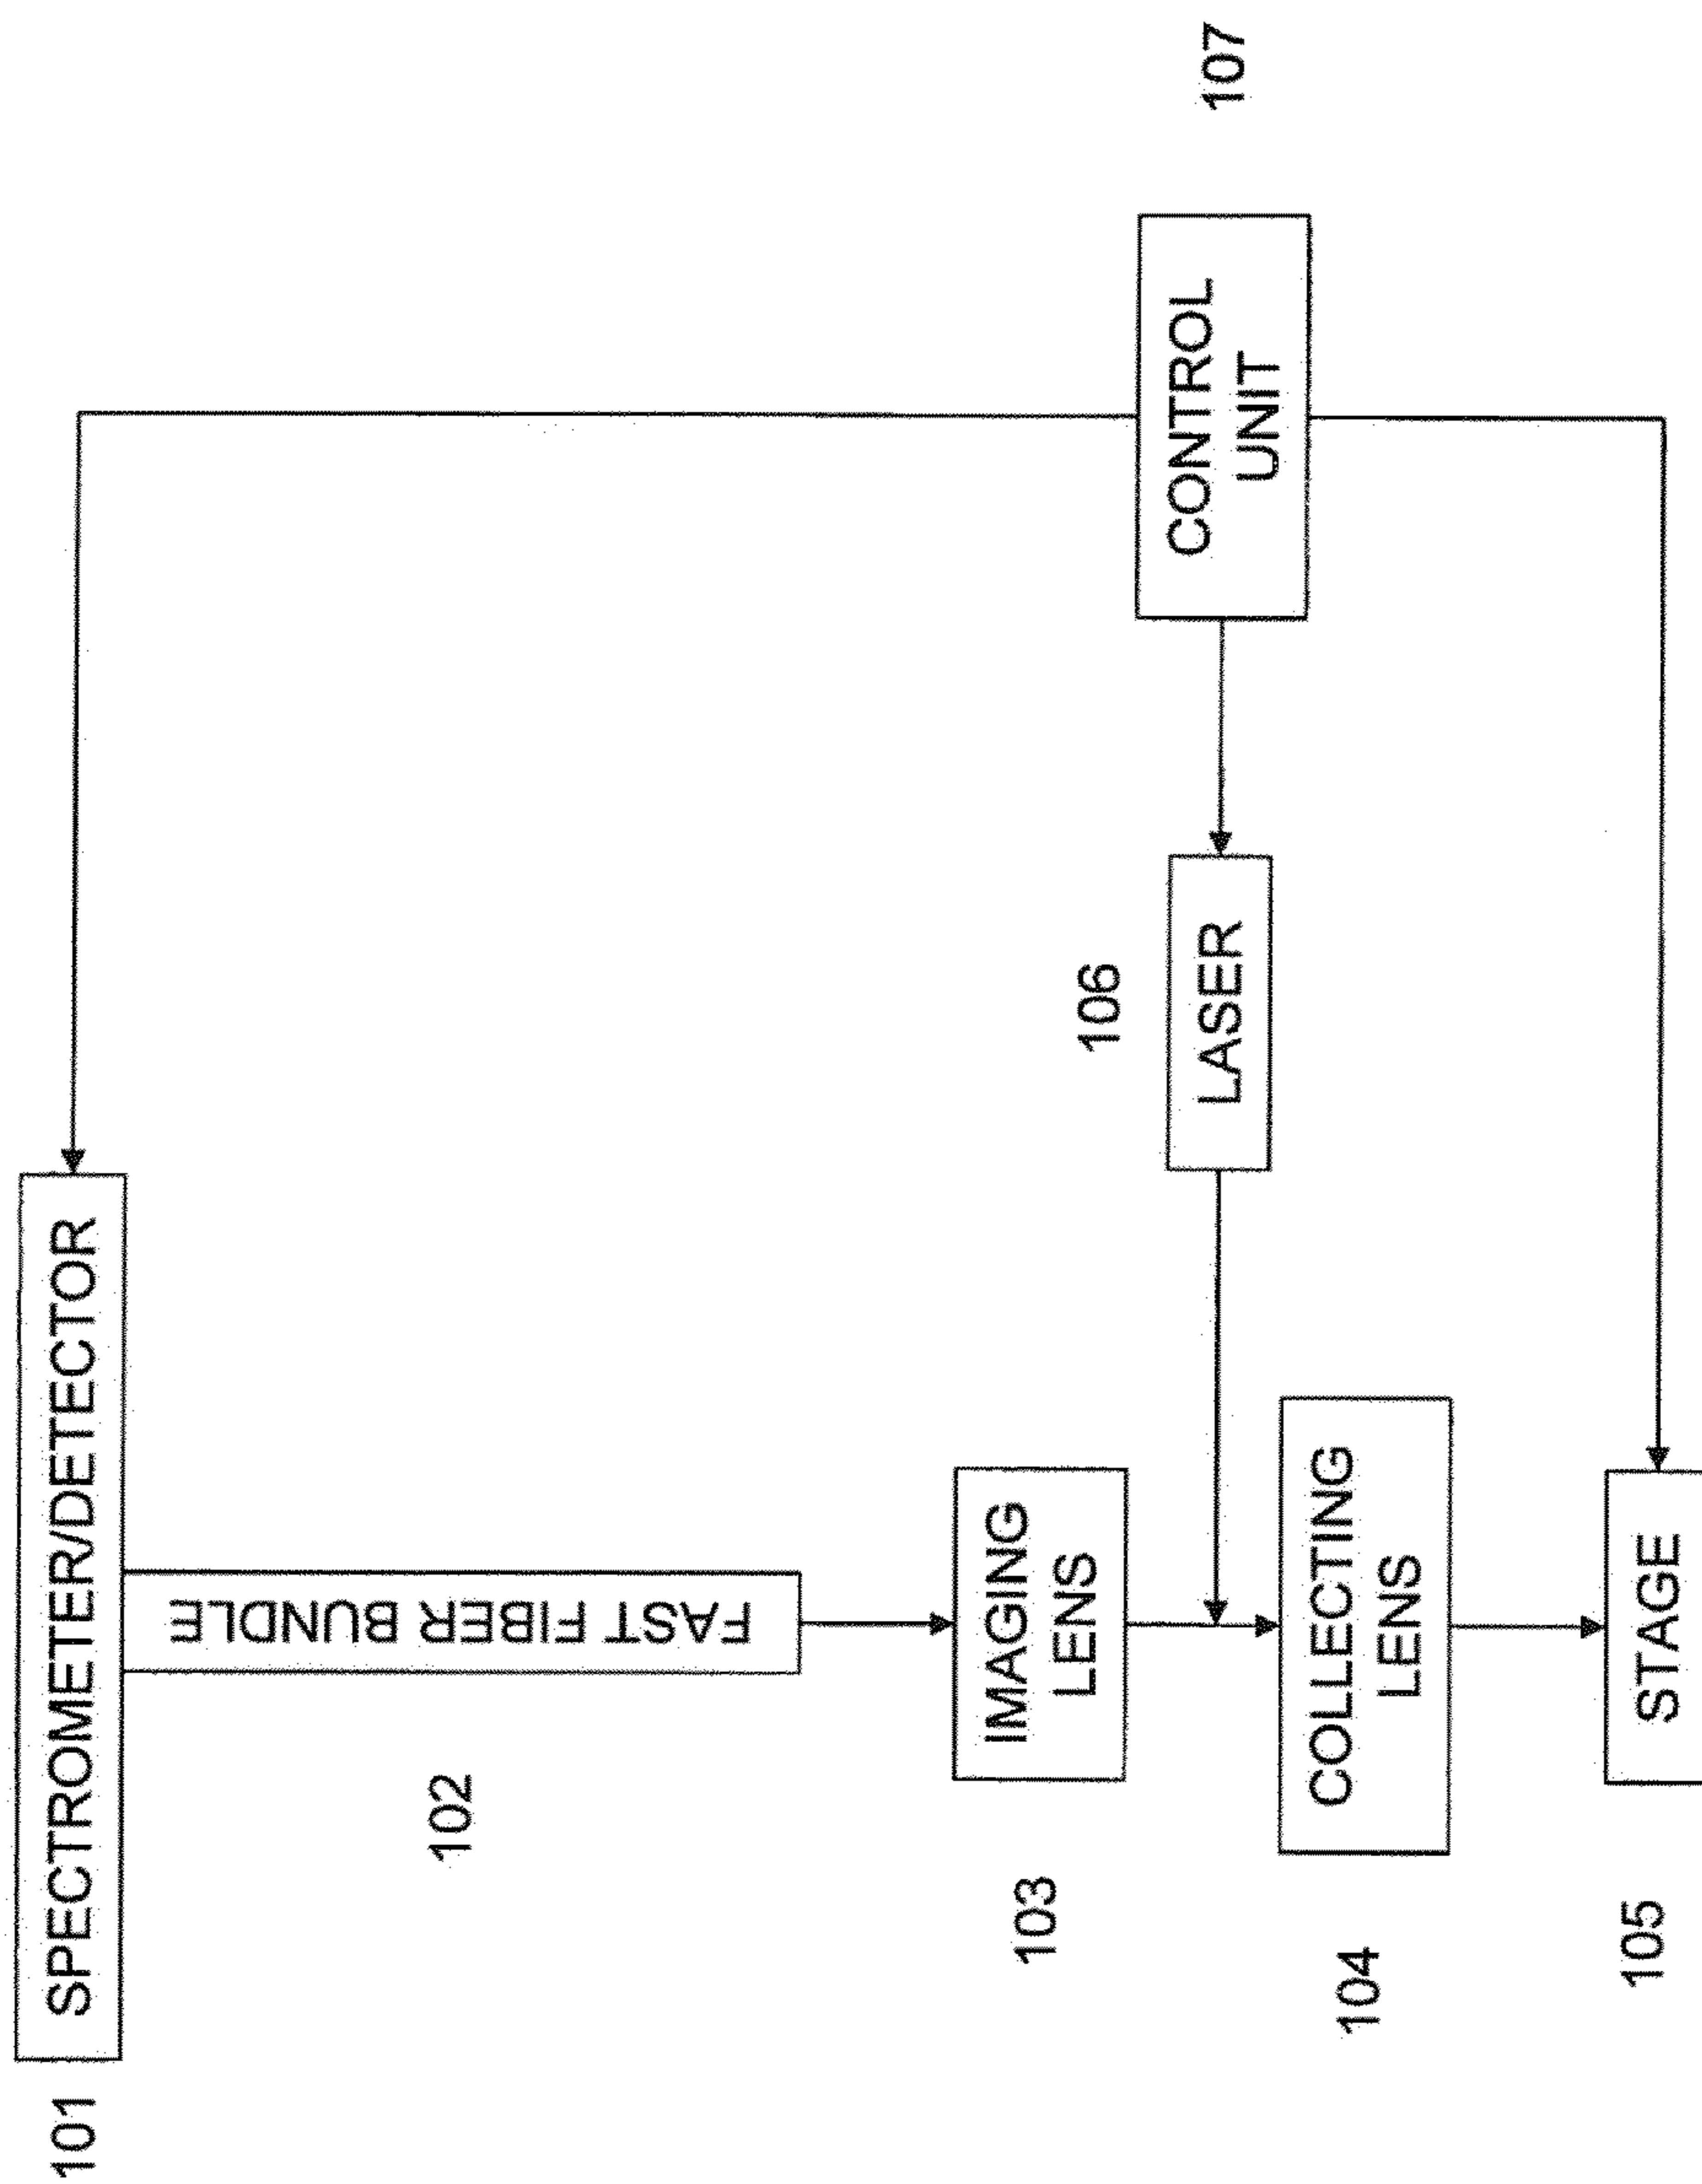 101
SPECTROMETER/DETECTOR
FAST FIBER BUNDLE
102
IMAGING
LENS
103
106
LASER
CONTROL
UNIT
107
COLLECTING
LENS
104
STAGE
105